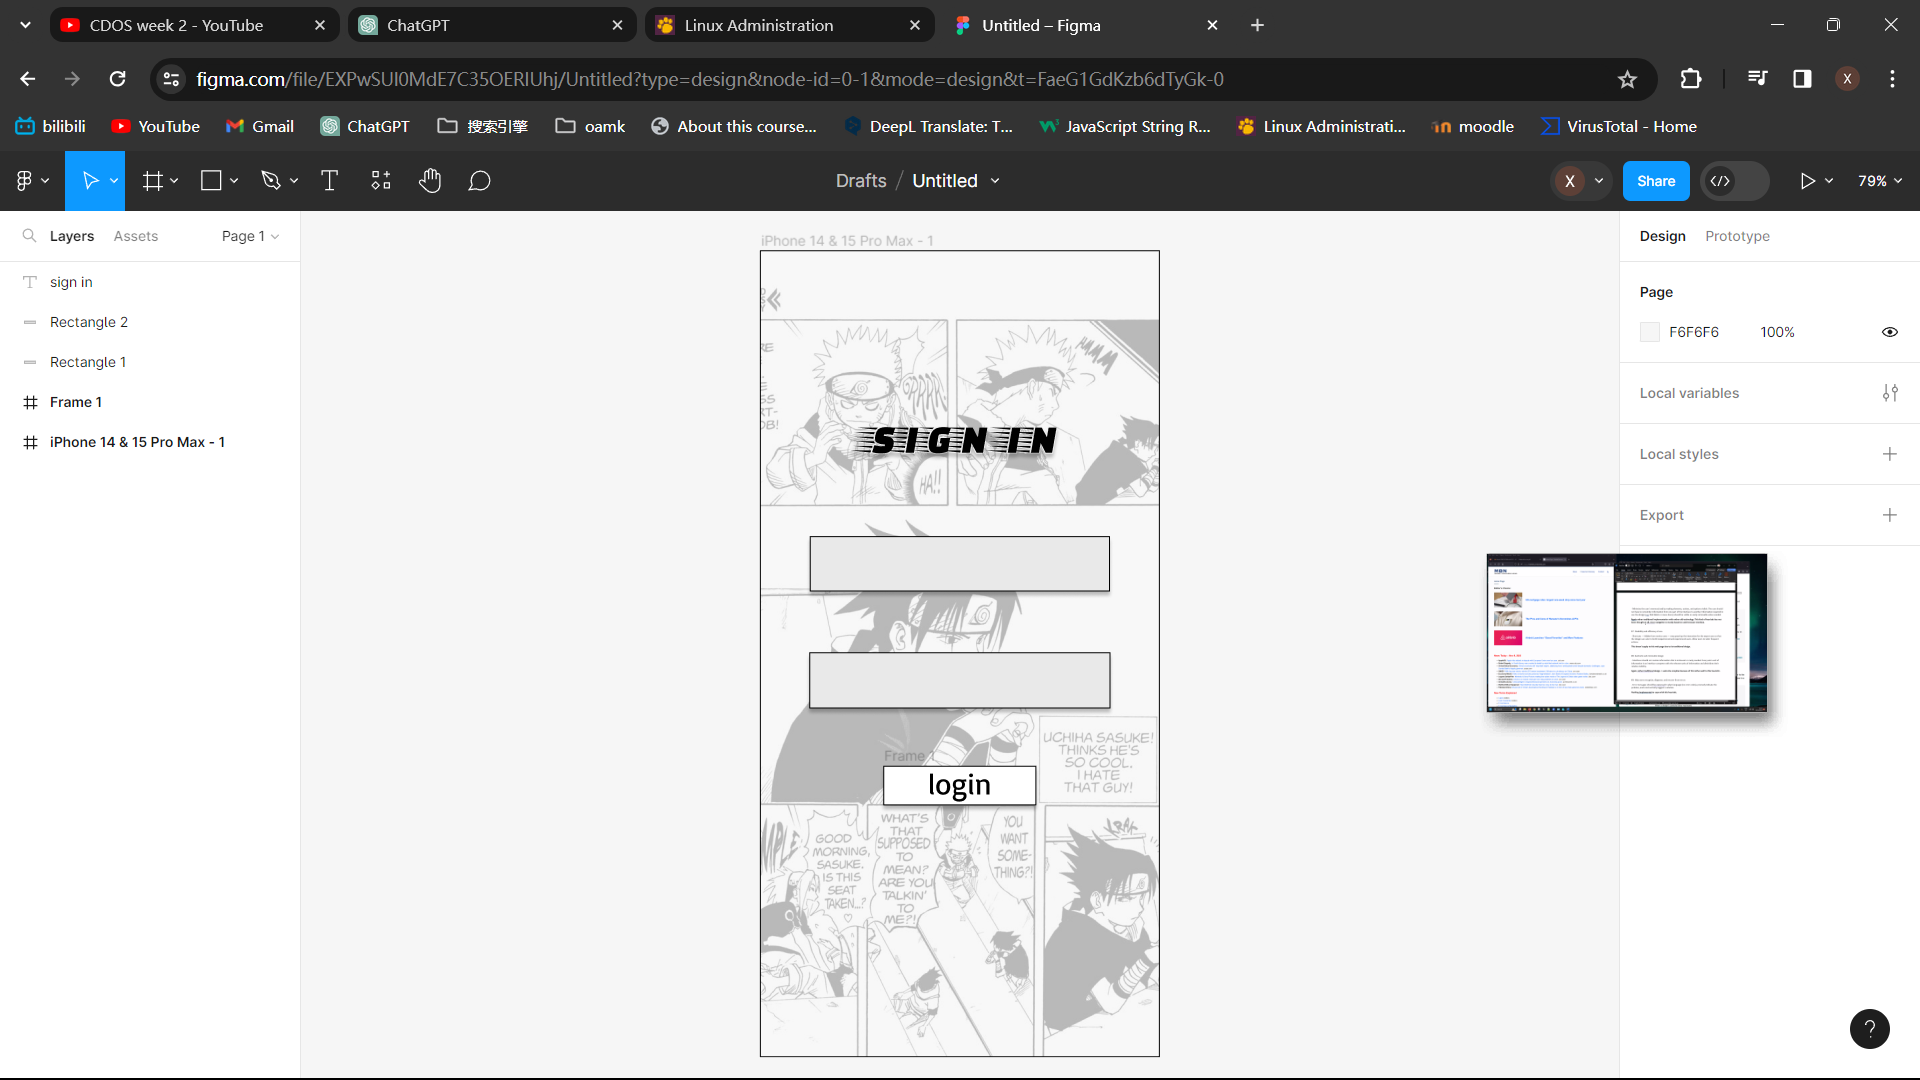 CDOS week 2 - YouTube
ChatGPT
Linux Administration
Untitled – Figma
figma.com/file/EXPwSUI0MdE7C35OERIUhj/Untitled?type=design&node-id=0-1&mode=design&t=FaeG1GdKzb6dTyGk-0
X
bilibili
YouTube
Gmail
ChatGPT
搜索引擎
oamk
About this course...
DeepL Translate: T...
JavaScript String R...
Linux Administrati...
moodle
VirusTotal - Home
Drafts / Untitled
X
Share
79%
Layers
Assets
Page 1
sign in
Rectangle 2
Rectangle 1
Frame 1
iPhone 14 & 15 Pro Max - 1
iPhone 14 & 15 Pro Max - 1
GRRRR!
HMMM
SIGN IN
HA!!
Frame 1
login
UCHIHA SASUKE!
THINKS HE'S
SO COOL.
I HATE
THAT GUY!
GOOD
MORNING,
SASUKE.
IS THIS
SEAT
TAKEN...?
WHAT'S
THAT
SUPPOSED
TO
MEAN?
ARE YOU
TALKIN'
TO
ME?!
YOU
WANT
SOME-
THING?!
Design
Prototype
Page
F6F6F6
100%
Local variables
Local styles
Export
?